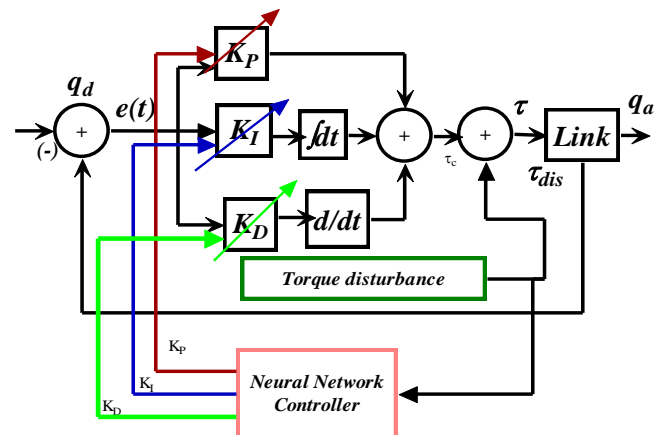 K_P
q_d
e(t)
+
(-)
K_I
∫dt
+
τ_c
+
τ
Link
q_a
τ_dis
K_D
d/dt
Torque disturbance
K_P
K_I
K_D
Neural Network
Controller